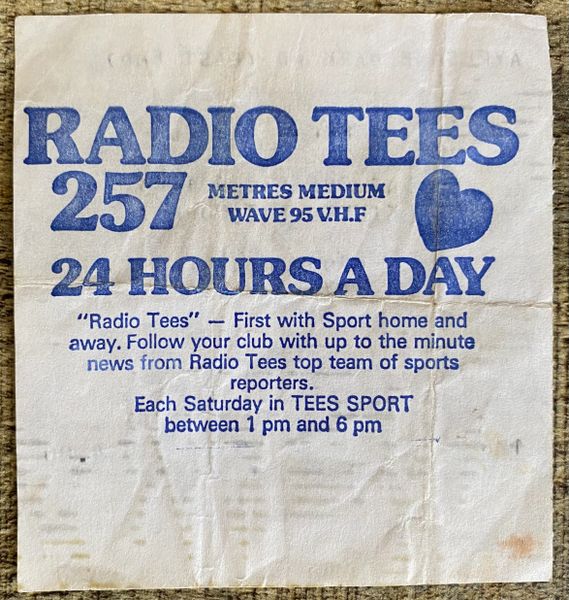 RADIO TEES
257 METRES MEDIUM
WAVE 95 V.H.F
24 HOURS A DAY
"Radio Tees" — First with Sport home and
away. Follow your club with up to the minute
news from Radio Tees top team of sports
reporters.
Each Saturday in TEES SPORT
between 1 pm and 6 pm